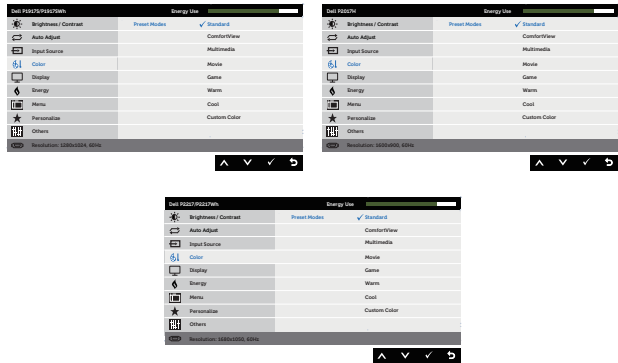 Dell P1917S/P1917SWh Energy Use
Brightness / Contrast Preset Modes ✓ Standard
Auto Adjust ComfortView
Input Source Multimedia
Color Movie
Display Game
Energy Warm
Menu Cool
Personalize Custom Color
Others
Resolution: 1280x1024, 60Hz
Dell P2017H Energy Use
Brightness / Contrast Preset Modes ✓ Standard
Auto Adjust ComfortView
Input Source Multimedia
Color Movie
Display Game
Energy Warm
Menu Cool
Personalize Custom Color
Others
Resolution: 1600x900, 60Hz
Dell P2217/P2217Wh Energy Use
Brightness / Contrast Preset Modes ✓ Standard
Auto Adjust ComfortView
Input Source Multimedia
Color Movie
Display Game
Energy Warm
Menu Cool
Personalize Custom Color
Others
Resolution: 1680x1050, 60Hz